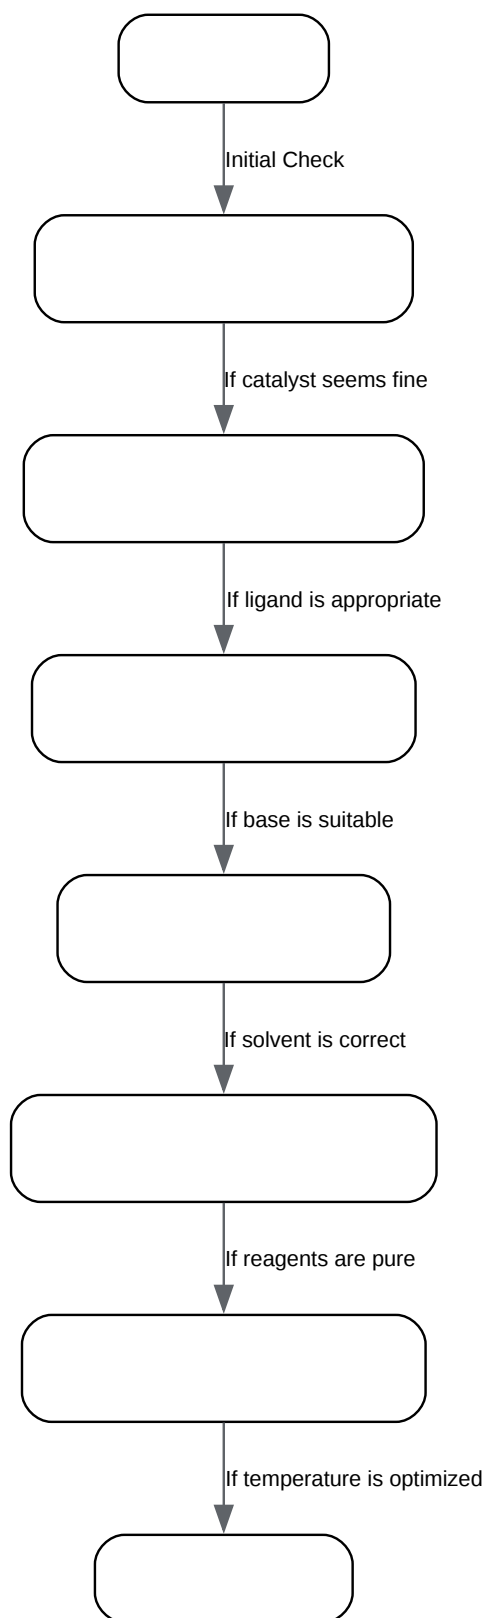 Initial Check
If catalyst seems fine
If ligand is appropriate
If base is suitable
If solvent is correct
If reagents are pure
If temperature is optimized